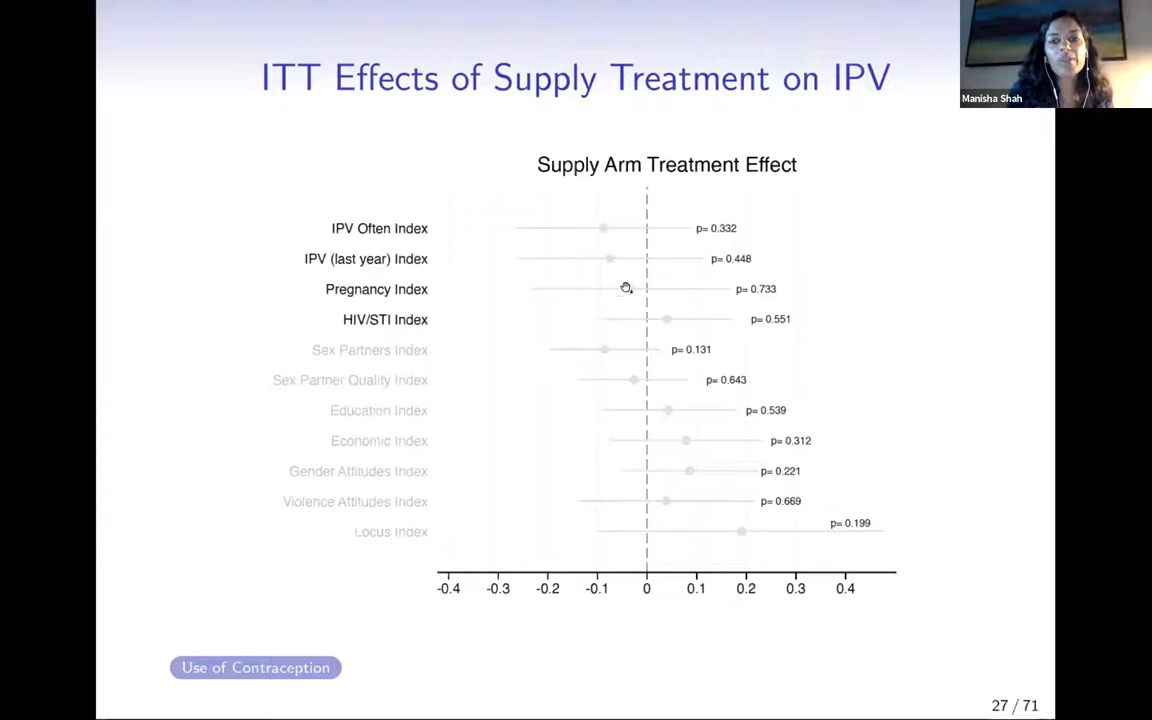 ITT Effects of Supply Treatment on IPV
Manisha Shah
Supply Arm Treatment Effect
IPV Often Index p= 0.332
IPV (last year) Index p= 0.448
Pregnancy Index p= 0.733
HIV/STI Index p= 0.551
Sex Partners Index p= 0.131
Sex Partner Quality Index p= 0.643
Education Index p= 0.539
Economic Index p= 0.312
Gender Attitudes Index p= 0.221
Violence Attitudes Index p= 0.669
Locus Index p= 0.199
-0.4 -0.3 -0.2 -0.1 0 0.1 0.2 0.3 0.4
Use of Contraception
27 / 71